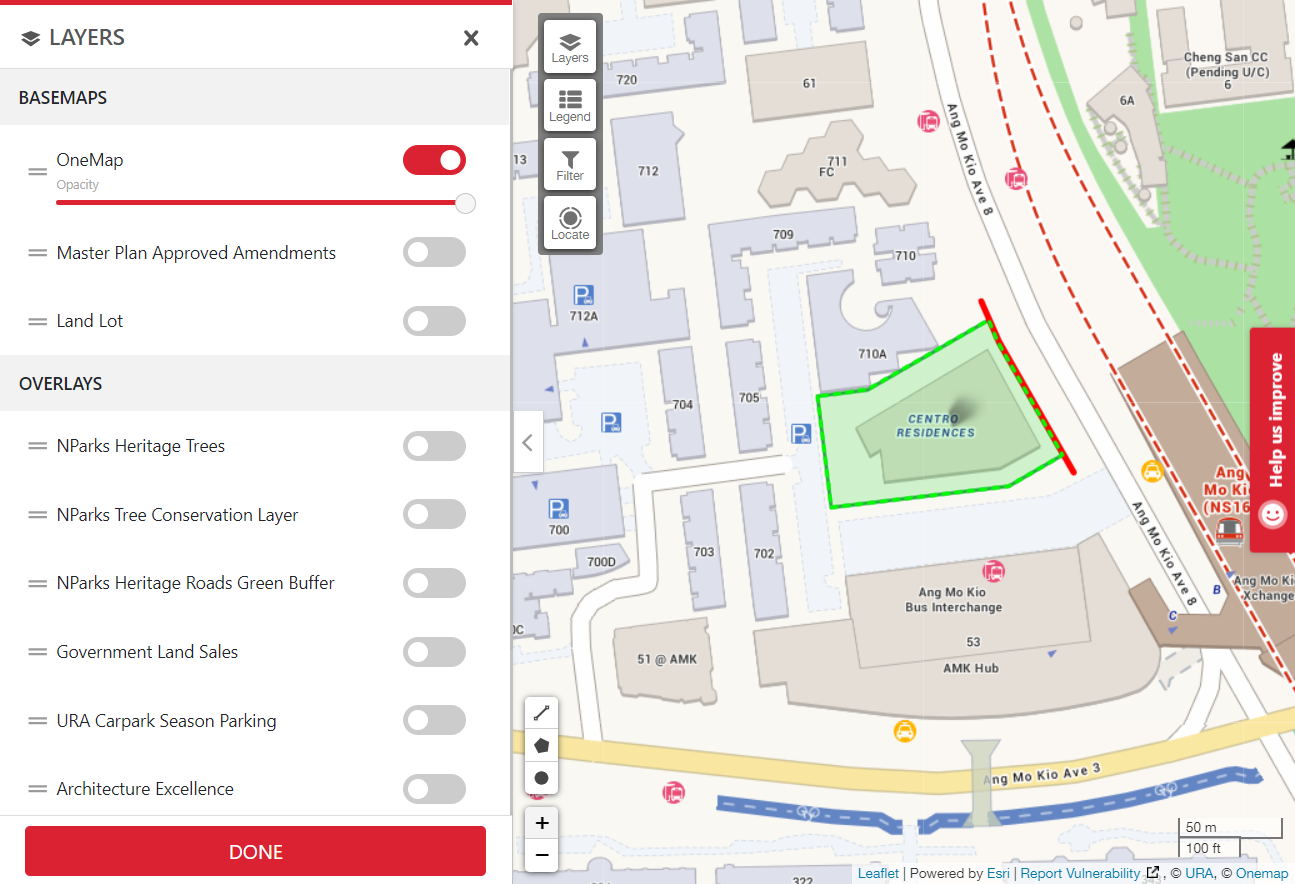 LAYERS
BASEMAPS
OneMap
Opacity
Master Plan Approved Amendments
Land Lot
OVERLAYS
NParks Heritage Trees
NParks Tree Conservation Layer
NParks Heritage Roads Green Buffer
Government Land Sales
URA Carpark Season Parking
Architecture Excellence
DONE
Layers
Legend
Filter
Locate
720
61
Cheng San CC
(Pending U/C)
6
6A
Ang Mo Kio Ave 8
13
712
711
FC
709
710
712A
710A
704
705
CENTRO
RESIDENCES
Help us improve
Ang
Mo Kio
(NS16
700
700D
703
702
Ang Mo Kio Ave 8
Ang Mo Kio
Bus Interchange
53
AMK Hub
B
C
Ang Mo Ki
Xchange
51 @ AMK
Ang Mo Kio Ave 3
+
−
50 m
100 ft
322
Leaflet | Powered by Esri | Report Vulnerability , © URA, © Onemap